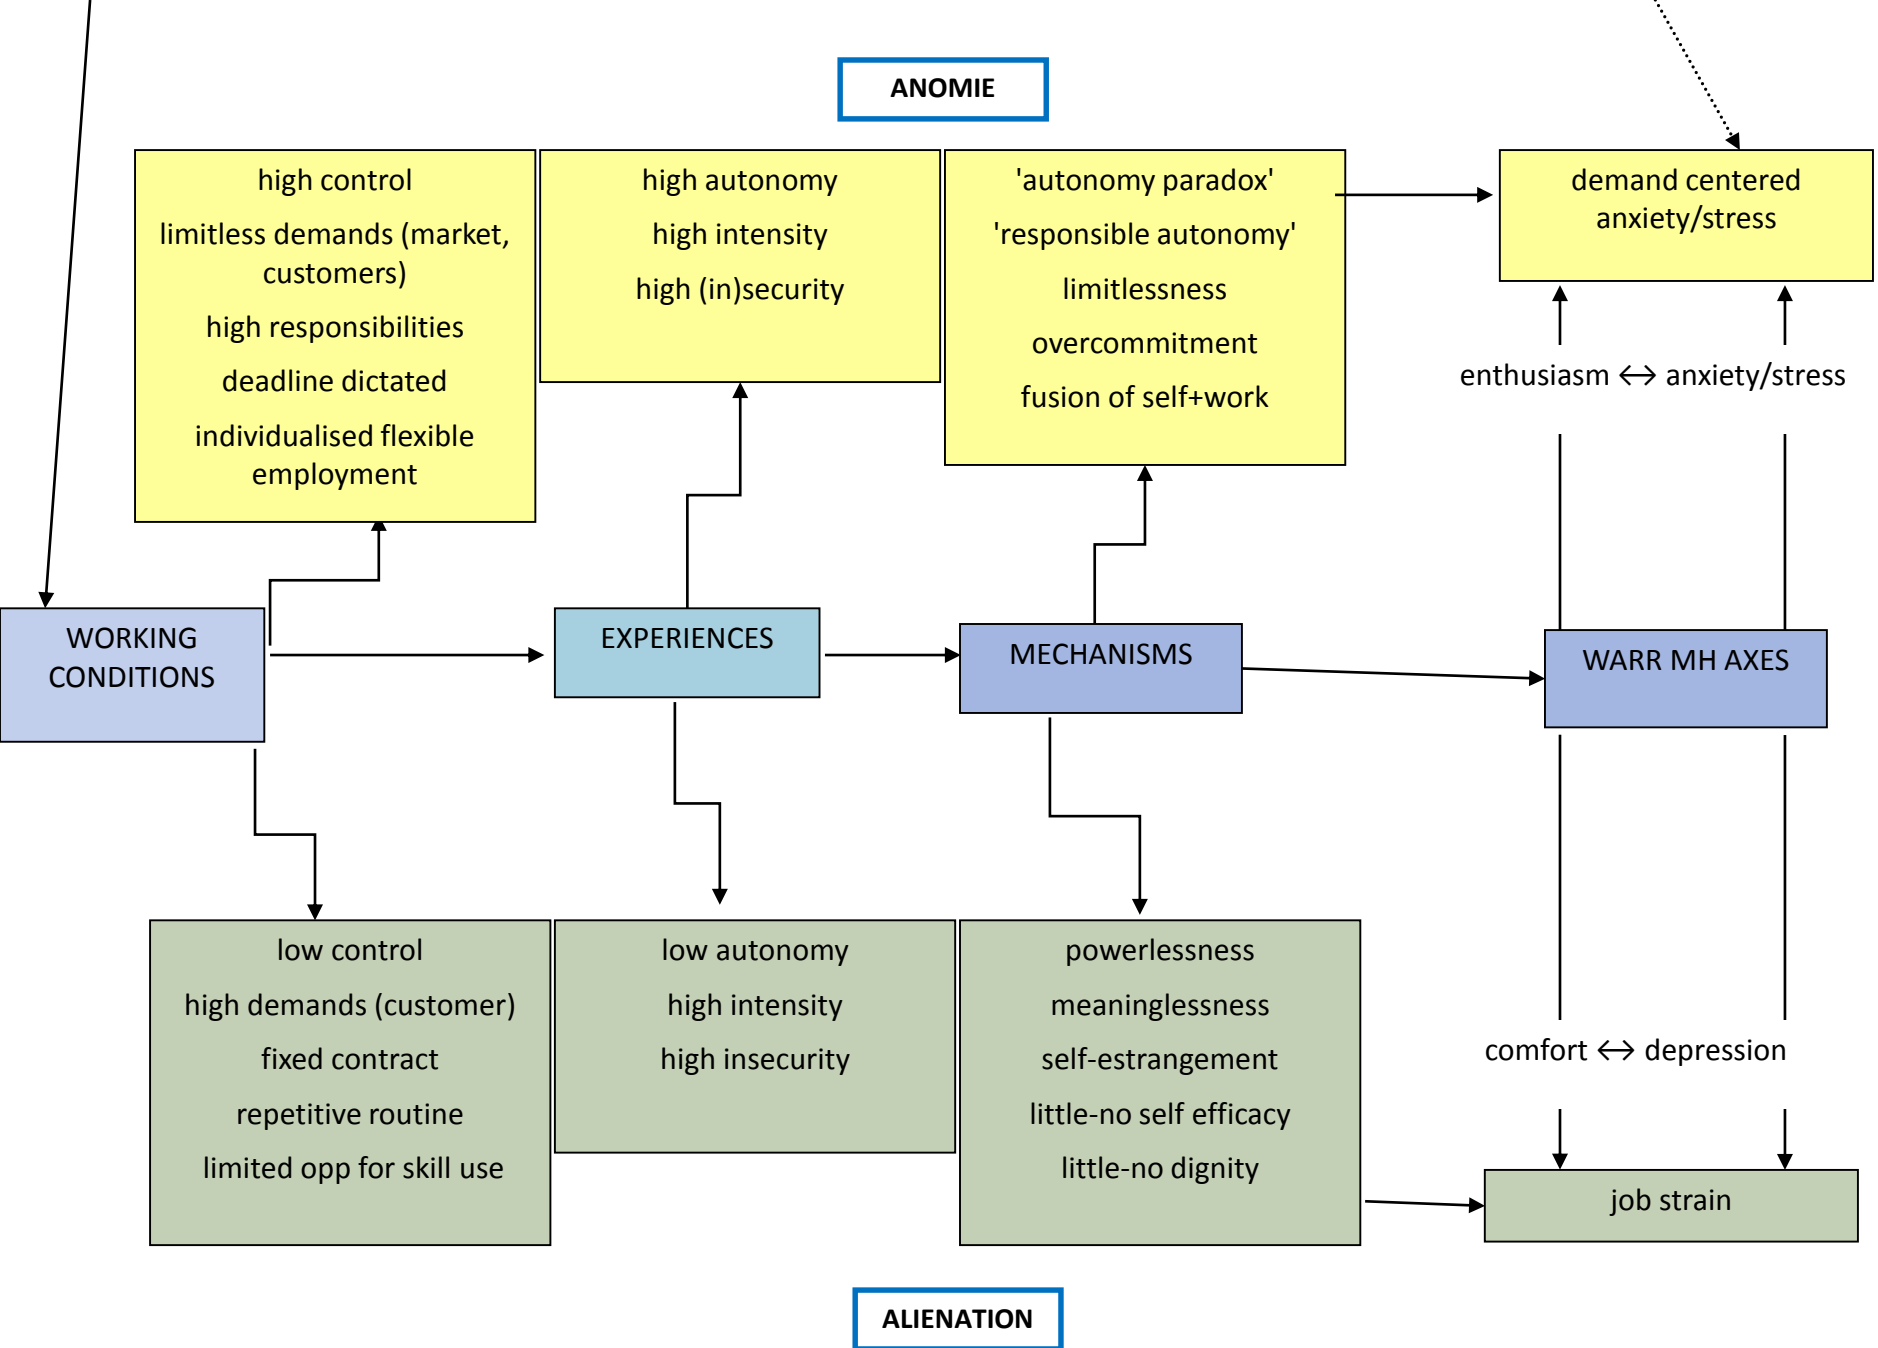 ANOMIE
high control
limitless demands (market,
customers)
high responsibilities
deadline dictated
individualised flexible
employment
high autonomy
high intensity
high (in)security
'autonomy paradox'
'responsible autonomy'
limitlessness
overcommitment
fusion of self+work
demand centered
anxiety/stress
enthusiasm ↔ anxiety/stress
WORKING
CONDITIONS
EXPERIENCES
MECHANISMS
WARR MH AXES
low control
high demands (customer)
fixed contract
repetitive routine
limited opp for skill use
low autonomy
high intensity
high insecurity
powerlessness
meaninglessness
self-estrangement
little-no self efficacy
little-no dignity
comfort ↔ depression
job strain
ALIENATION